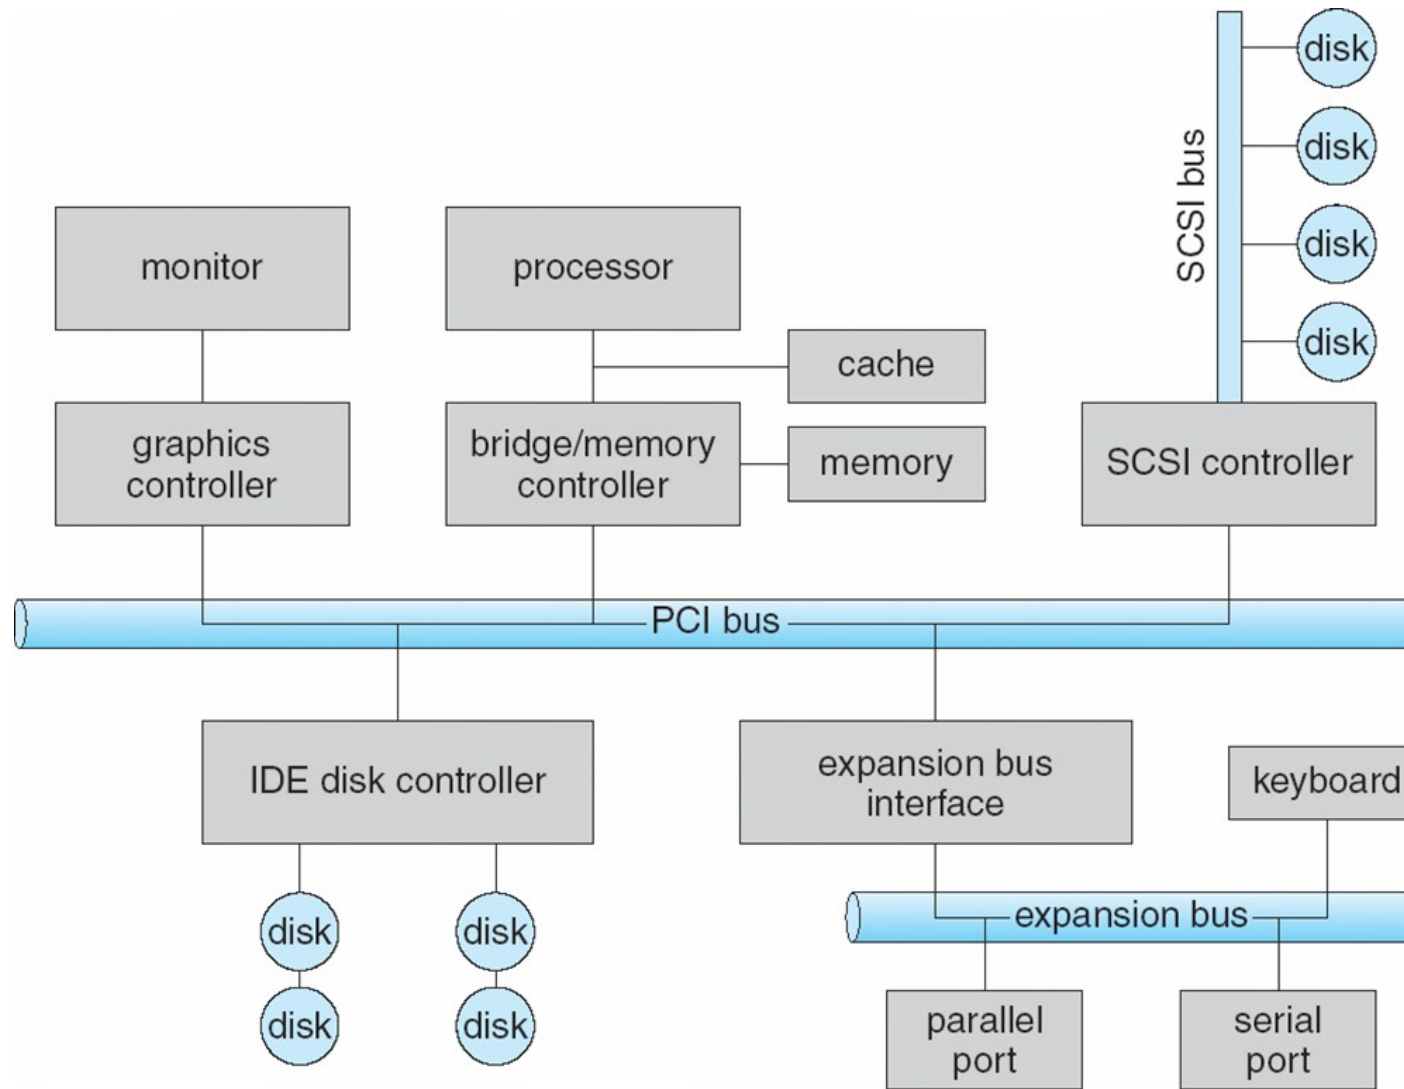 disk
disk
disk
disk
SCSI bus
monitor
processor
cache
graphics
controller
bridge/memory
controller
memory
SCSI controller
PCI bus
IDE disk controller
expansion bus
interface
keyboard
disk
disk
disk
disk
expansion bus
parallel
port
serial
port